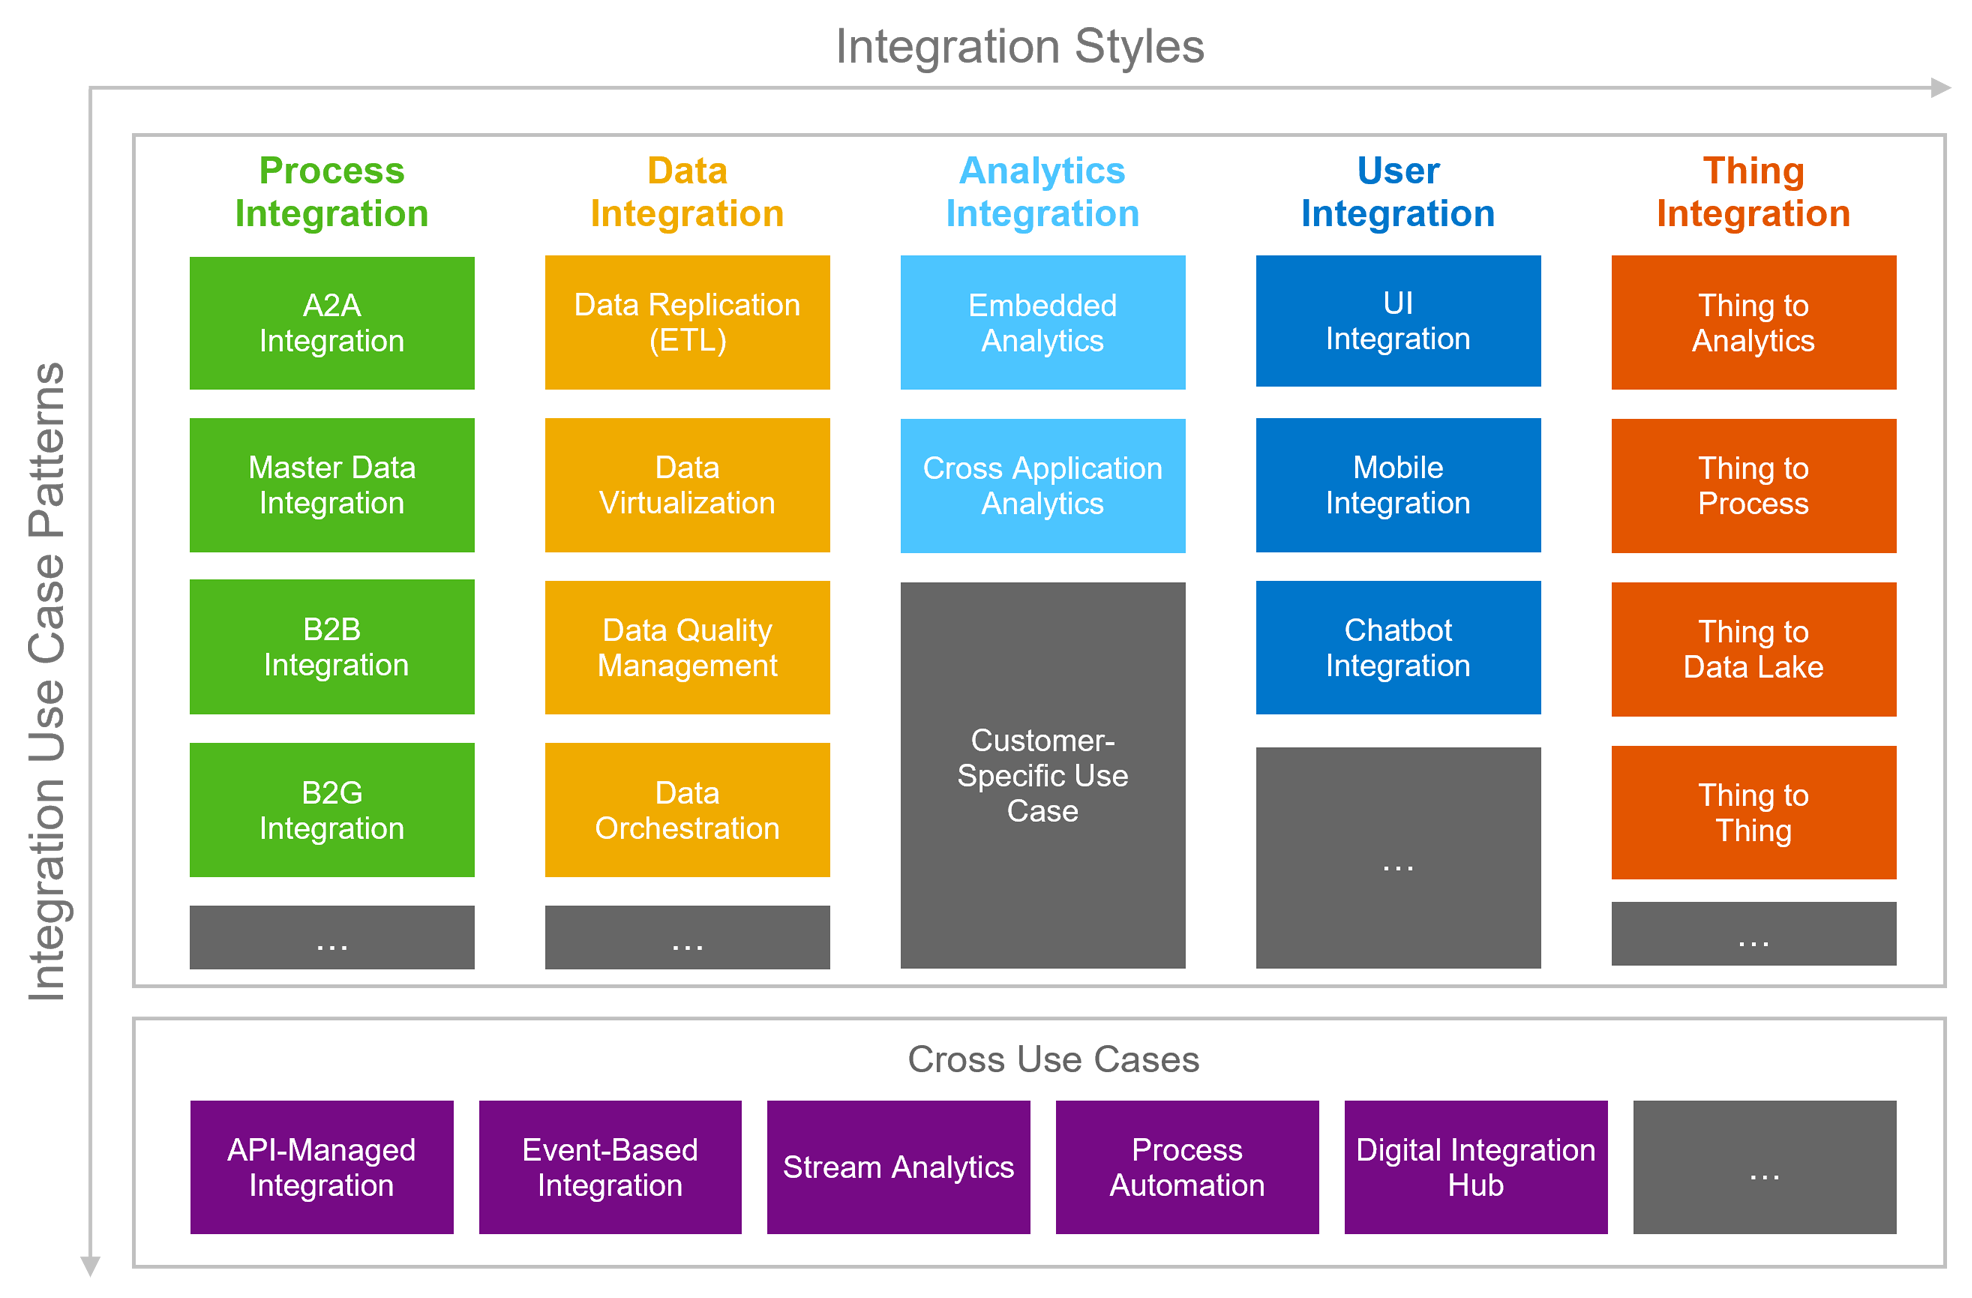 Integration Styles
Integration Use Case Patterns
Process
Integration
A2A
Integration
Master Data
Integration
B2B
Integration
B2G
Integration
...
Data
Integration
Data Replication
(ETL)
Data
Virtualization
Data Quality
Management
Data
Orchestration
...
Analytics
Integration
Embedded
Analytics
Cross Application
Analytics
Customer-
Specific Use
Case
User
Integration
UI
Integration
Mobile
Integration
Chatbot
Integration
...
Thing
Integration
Thing to
Analytics
Thing to
Process
Thing to
Data Lake
Thing to
Thing
...
Cross Use Cases
API-Managed
Integration
Event-Based
Integration
Stream Analytics
Process
Automation
Digital Integration
Hub
...